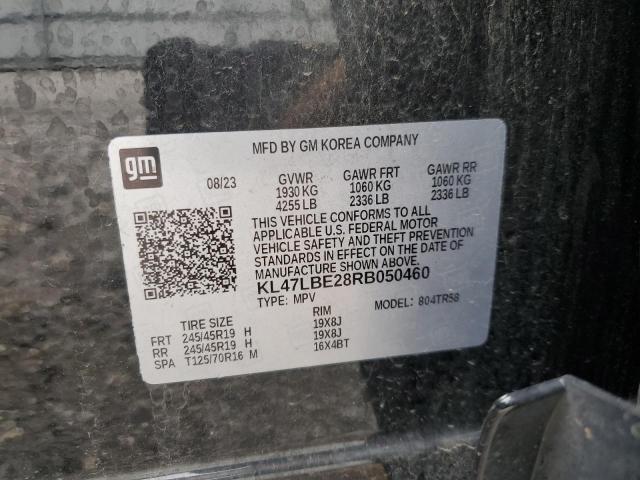 MFD BY GM KOREA COMPANY
gm
08/23
GVWR GAWR FRT GAWR RR
1930 KG 1060 KG 1060 KG
4255 LB 2336 LB 2336 LB
THIS VEHICLE CONFORMS TO ALL
APPLICABLE U.S. FEDERAL MOTOR
VEHICLE SAFETY AND THEFT PREVENTION
STANDARDS IN EFFECT ON THE DATE OF
MANUFACTURE SHOWN ABOVE.
KL47LBE28RB050460
TYPE: MPV MODEL: 804TR58
TIRE SIZE RIM
FRT 245/45R19 H 19X8J
RR 245/45R19 H 19X8J
SPA T125/70R16 M 16X4BT